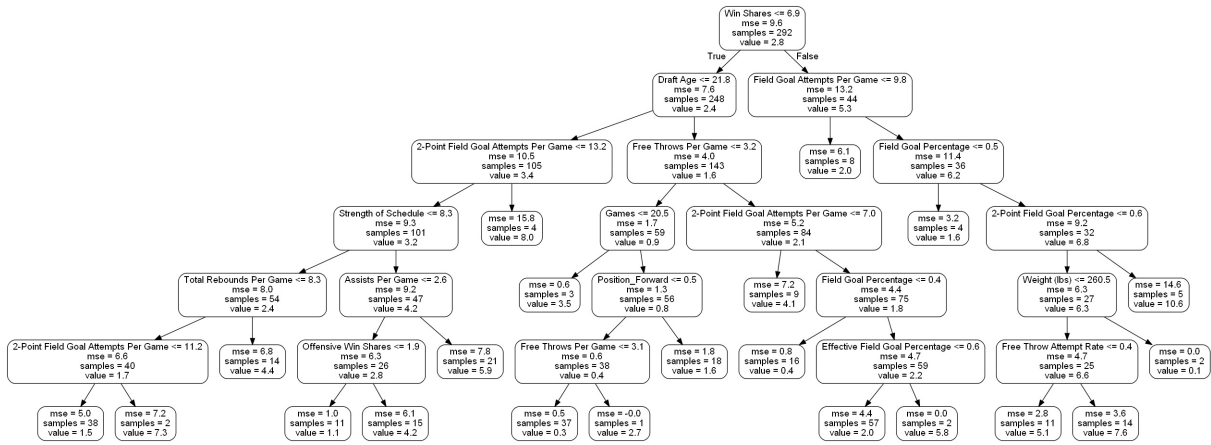 Win Shares <= 6.9
mse = 9.6
samples = 292
value = 2.8
True
False
Draft Age <= 21.8
mse = 7.6
samples = 248
value = 2.4
Field Goal Attempts Per Game <= 9.8
mse = 13.2
samples = 44
value = 5.3
2-Point Field Goal Attempts Per Game <= 13.2
mse = 10.5
samples = 105
value = 3.4
Free Throws Per Game <= 3.2
mse = 4.0
samples = 143
value = 1.6
mse = 6.1
samples = 8
value = 2.0
Field Goal Percentage <= 0.5
mse = 11.4
samples = 36
value = 6.2
Strength of Schedule <= 8.3
mse = 9.3
samples = 101
value = 3.2
mse = 15.8
samples = 4
value = 8.0
Games <= 20.5
mse = 1.7
samples = 59
value = 0.9
2-Point Field Goal Attempts Per Game <= 7.0
mse = 5.2
samples = 84
value = 2.1
mse = 3.2
samples = 4
value = 1.6
2-Point Field Goal Percentage <= 0.6
mse = 9.2
samples = 32
value = 6.8
Total Rebounds Per Game <= 8.3
mse = 8.0
samples = 54
value = 2.4
Assists Per Game <= 2.6
mse = 9.2
samples = 47
value = 4.2
mse = 0.6
samples = 3
value = 3.5
Position_Forward <= 0.5
mse = 1.3
samples = 56
value = 0.8
mse = 7.2
samples = 9
value = 4.1
Field Goal Percentage <= 0.4
mse = 4.4
samples = 75
value = 1.8
Weight (lbs) <= 260.5
mse = 6.3
samples = 27
value = 6.3
mse = 14.6
samples = 5
value = 10.6
2-Point Field Goal Attempts Per Game <= 11.2
mse = 6.6
samples = 40
value = 1.7
mse = 6.8
samples = 14
value = 4.4
Offensive Win Shares <= 1.9
mse = 6.3
samples = 26
value = 2.8
mse = 7.8
samples = 21
value = 5.9
Free Throws Per Game <= 3.1
mse = 0.6
samples = 38
value = 0.4
mse = 1.8
samples = 18
value = 1.6
mse = 0.8
samples = 16
value = 0.4
Effective Field Goal Percentage <= 0.6
mse = 4.7
samples = 59
value = 2.2
Free Throw Attempt Rate <= 0.4
mse = 4.7
samples = 25
value = 6.6
mse = 0.0
samples = 2
value = 0.1
mse = 5.0
samples = 38
value = 1.5
mse = 7.2
samples = 2
value = 7.3
mse = 1.0
samples = 11
value = 1.1
mse = 6.1
samples = 15
value = 4.2
mse = 0.5
samples = 37
value = 0.3
mse = -0.0
samples = 1
value = 2.7
mse = 4.4
samples = 57
value = 2.0
mse = 0.0
samples = 2
value = 5.8
mse = 2.8
samples = 11
value = 5.1
mse = 3.6
samples = 14
value = 7.6